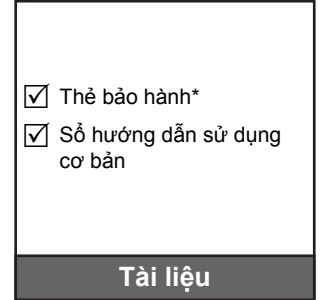 ☑ Thẻ bảo hành*
☑ Sổ hướng dẫn sử dụng
cơ bản
Tài liệu